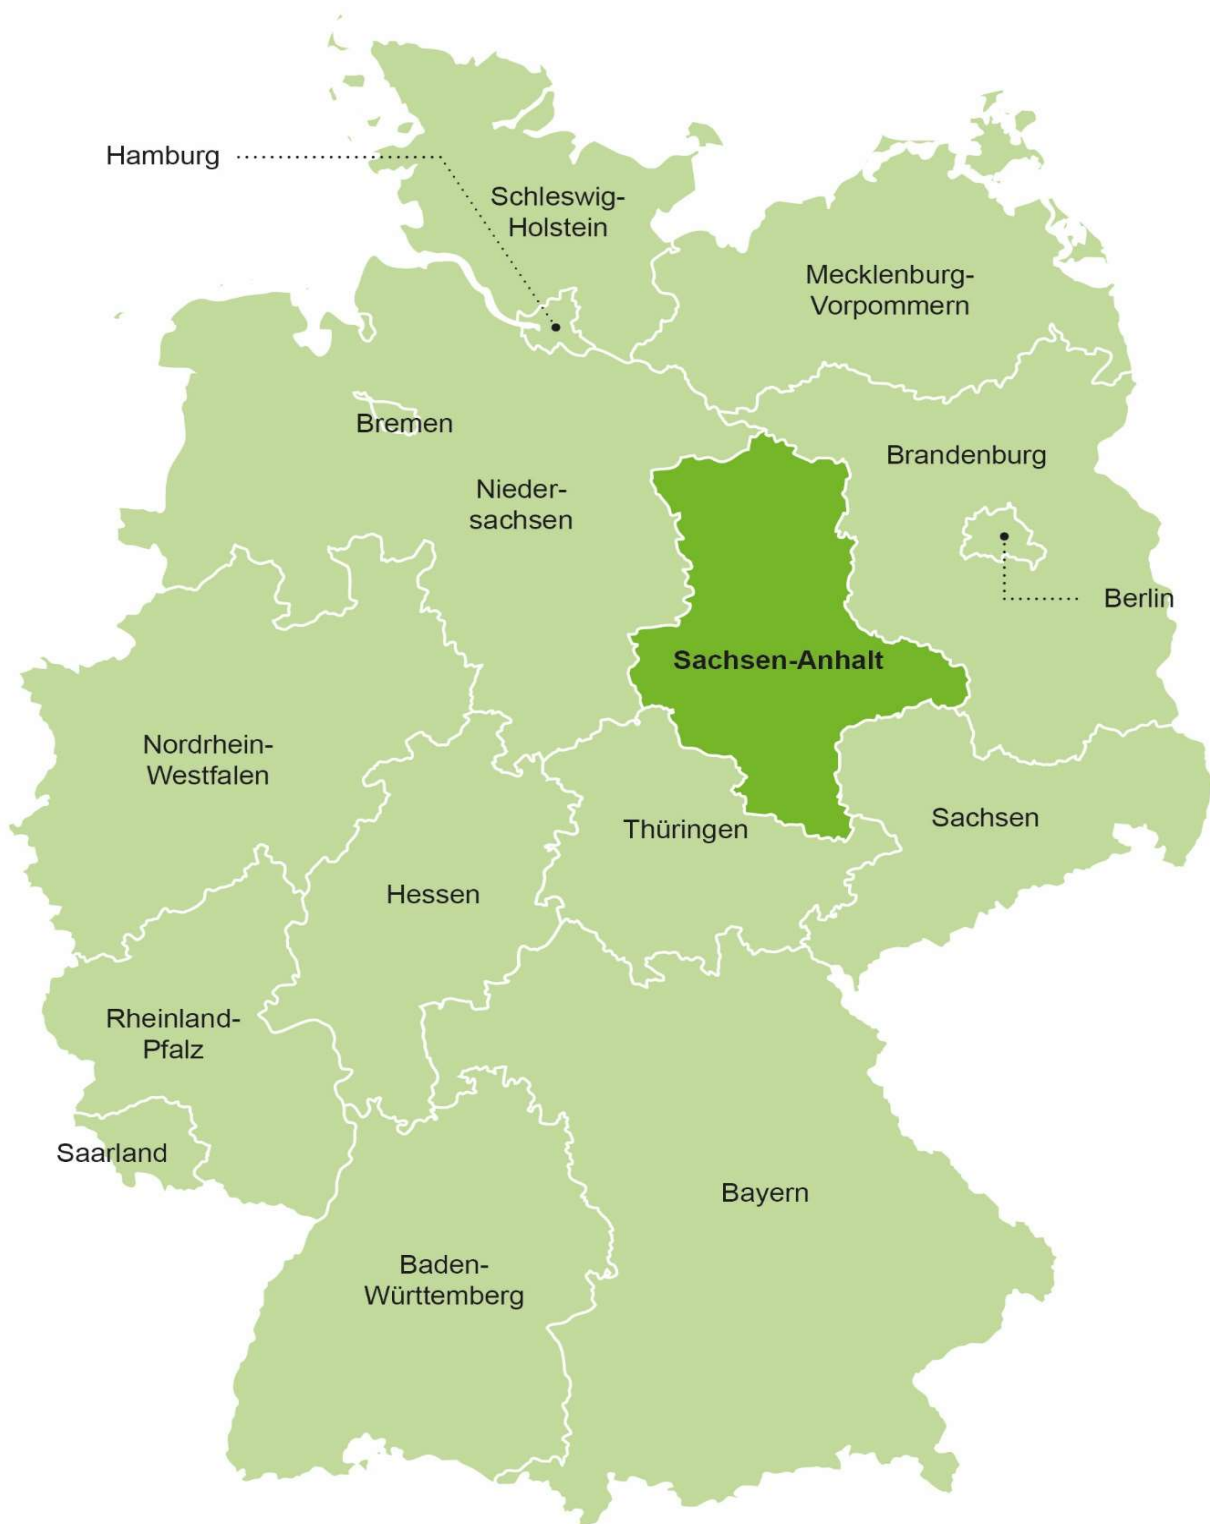 Hamburg
Schleswig-
Holstein
Mecklenburg-
Vorpommern
Bremen
Brandenburg
Nieder-
sachsen
Berlin
Sachsen-Anhalt
Nordrhein-
Westfalen
Thüringen
Sachsen
Hessen
Rheinland-
Pfalz
Saarland
Bayern
Baden-
Württemberg